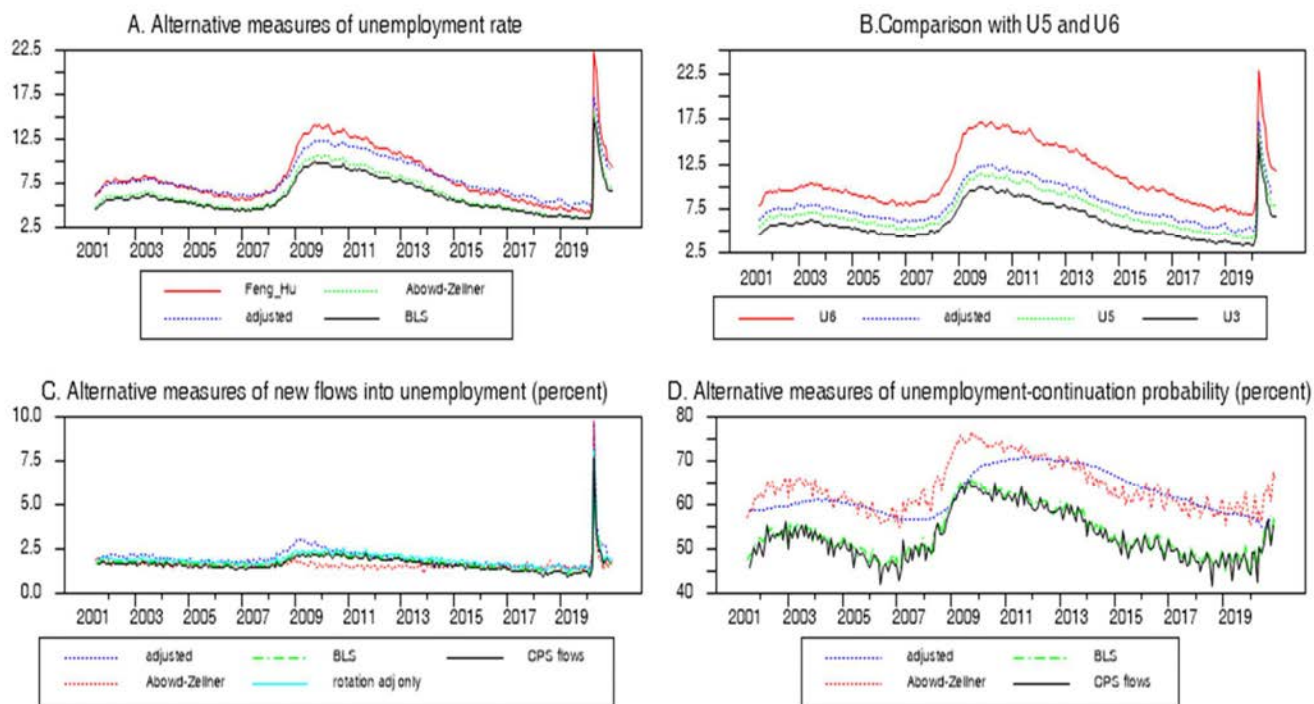 A. Alternative measures of unemployment rate
22.5
17.5
12.5
7.5
2.5
2001 2003 2005 2007 2009 2011 2013 2015 2017 2019
Feng_Hu Abowd-Zellner
adjusted BLS
B.Comparison with U5 and U6
22.5
17.5
12.5
7.5
2.5
2001 2003 2005 2007 2009 2011 2013 2015 2017 2019
U6 adjusted U5 U3
C. Alternative measures of new flows into unemployment (percent)
10.0
7.5
5.0
2.5
0.0
2001 2003 2005 2007 2009 2011 2013 2015 2017 2019
adjusted BLS CPS flows
Abowd-Zellner rotation adj only
D. Alternative measures of unemployment-continuation probability (percent)
80
70
60
50
40
2001 2003 2005 2007 2009 2011 2013 2015 2017 2019
adjusted BLS
Abowd-Zellner CPS flows